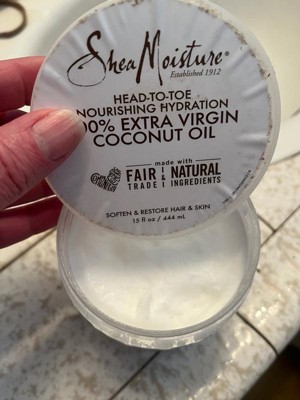 SheaMoisture®
Established 1912
HEAD-TO-TOE
NOURISHING HYDRATION
00% EXTRA VIRGIN
COCONUT OIL
made with
FAIR & NATURAL
TRADE INGREDIENTS
SOFTEN & RESTORE HAIR & SKIN
15 fl oz / 444 mL